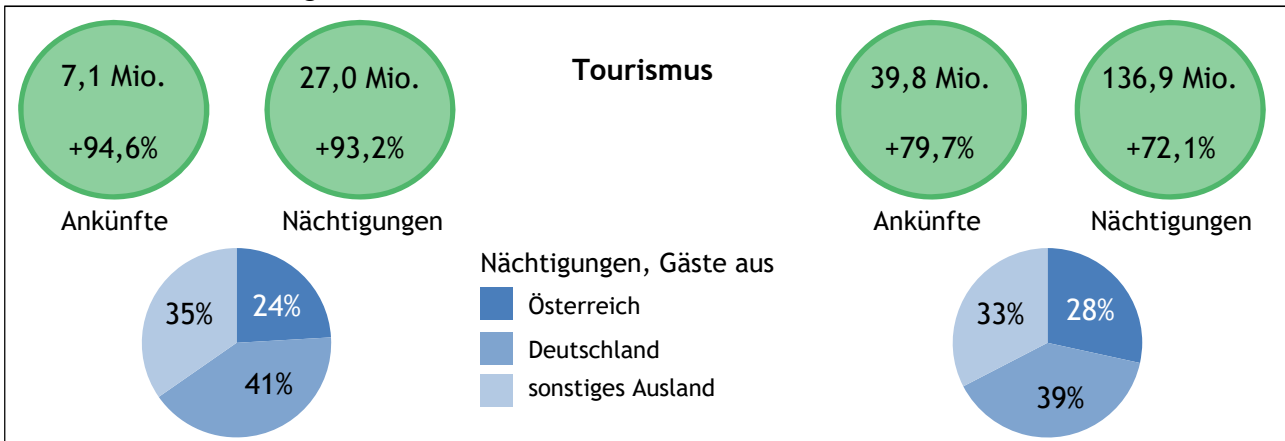 Tourismus
7,1 Mio.
+94,6%
Ankünfte
27,0 Mio.
+93,2%
Nächtigungen
39,8 Mio.
+79,7%
Ankünfte
136,9 Mio.
+72,1%
Nächtigungen
35%
24%
41%
Nächtigungen, Gäste aus
Österreich
Deutschland
sonstiges Ausland
33%
28%
39%